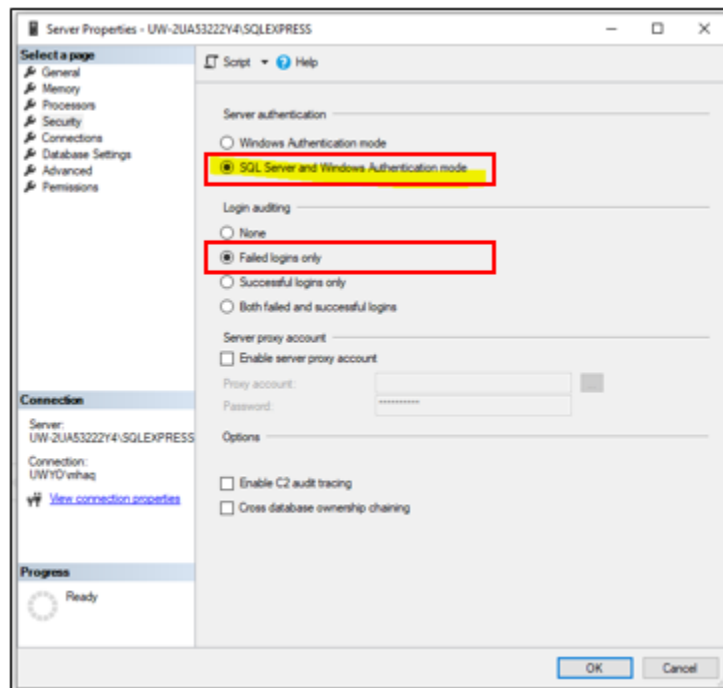 Server Properties - UW-2UA53222Y4\SQLEXPRESS
Select a page
General
Memory
Processors
Security
Connections
Database Settings
Advanced
Permissions
Script Help
Server authentication
Windows Authentication mode
SQL Server and Windows Authentication mode
Login auditing
None
Failed logins only
Successful logins only
Both failed and successful logins
Server proxy account
Enable server proxy account
Proxy account:
Password:
**********
Options
Enable C2 audit tracing
Cross database ownership chaining
Connection
Server:
UW-2UA53222Y4\SQLEXPRESS
Connection:
UWYO\mhaq
View connection properties
Progress
Ready
OK Cancel